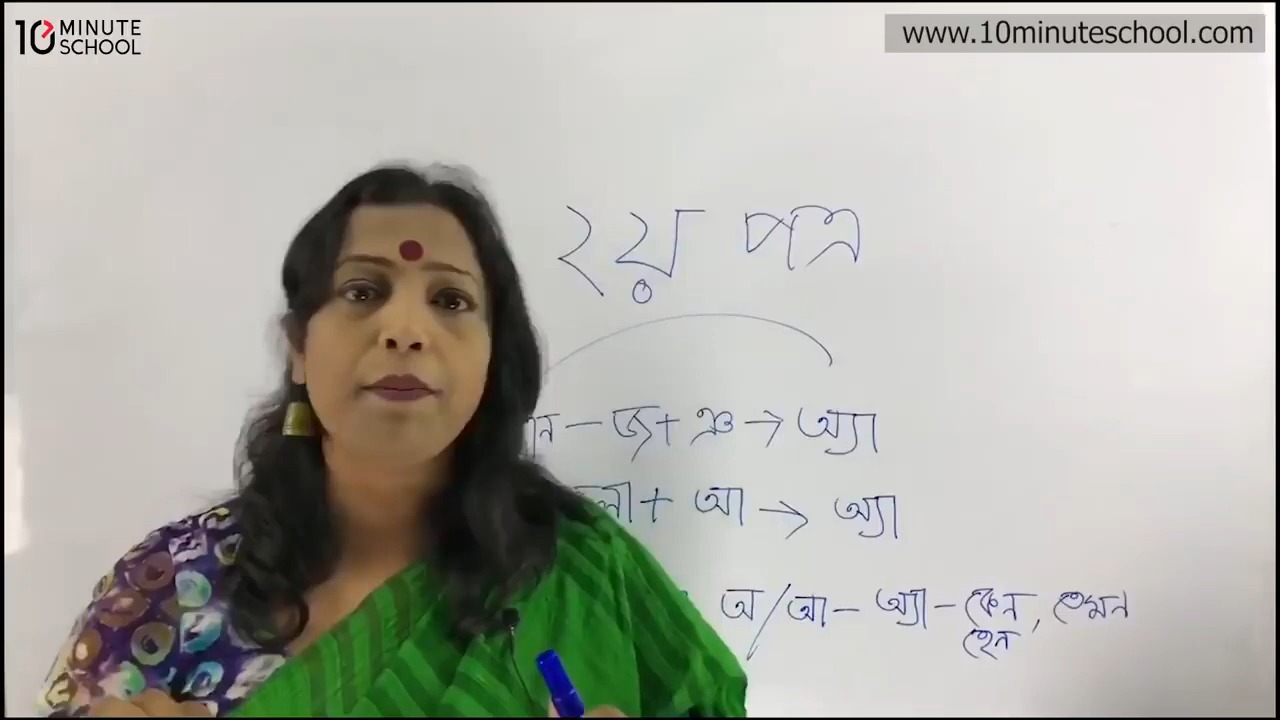 10 MINUTE
SCHOOL
www.10minuteschool.com
২য় পত্র
ান – জ + ঞ → অ্যা
লা + আ → অ্যা
অ/আ – অ্যা – কেন, তেমন
হেন